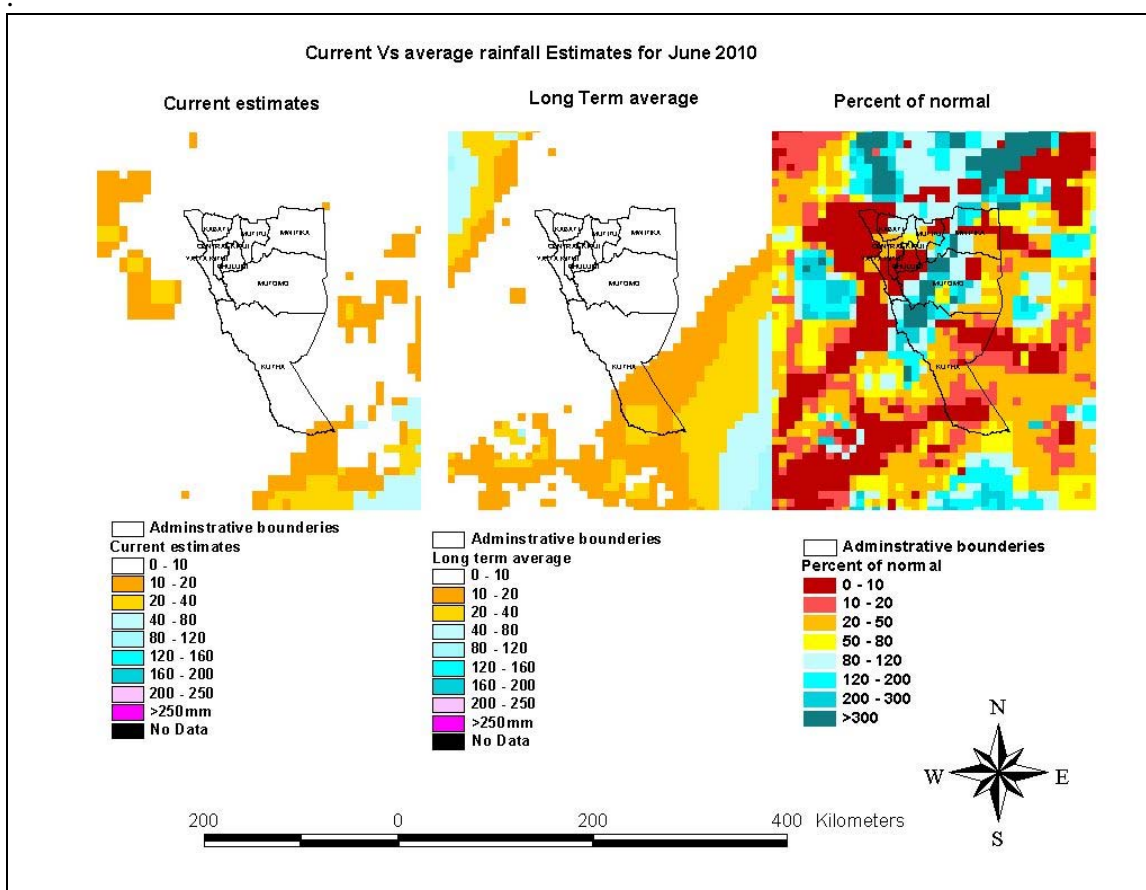 .
Current Vs average rainfall Estimates for June 2010
Current estimates
Long Term average
Percent of normal
MUTOMO
MUTOMO
MUTOMO
Adminstrative bounderies
Current estimates
0 - 10
10 - 20
20 - 40
40 - 80
80 - 120
120 - 160
160 - 200
200 - 250
>250mm
No Data
Adminstrative bounderies
Long term average
0 - 10
10 - 20
20 - 40
40 - 80
80 - 120
120 - 160
160 - 200
200 - 250
>250mm
No Data
Adminstrative bounderies
Percent of normal
0 - 10
10 - 20
20 - 50
50 - 80
80 - 120
120 - 200
200 - 300
>300
N
W E
S
200 0 200 400 Kilometers